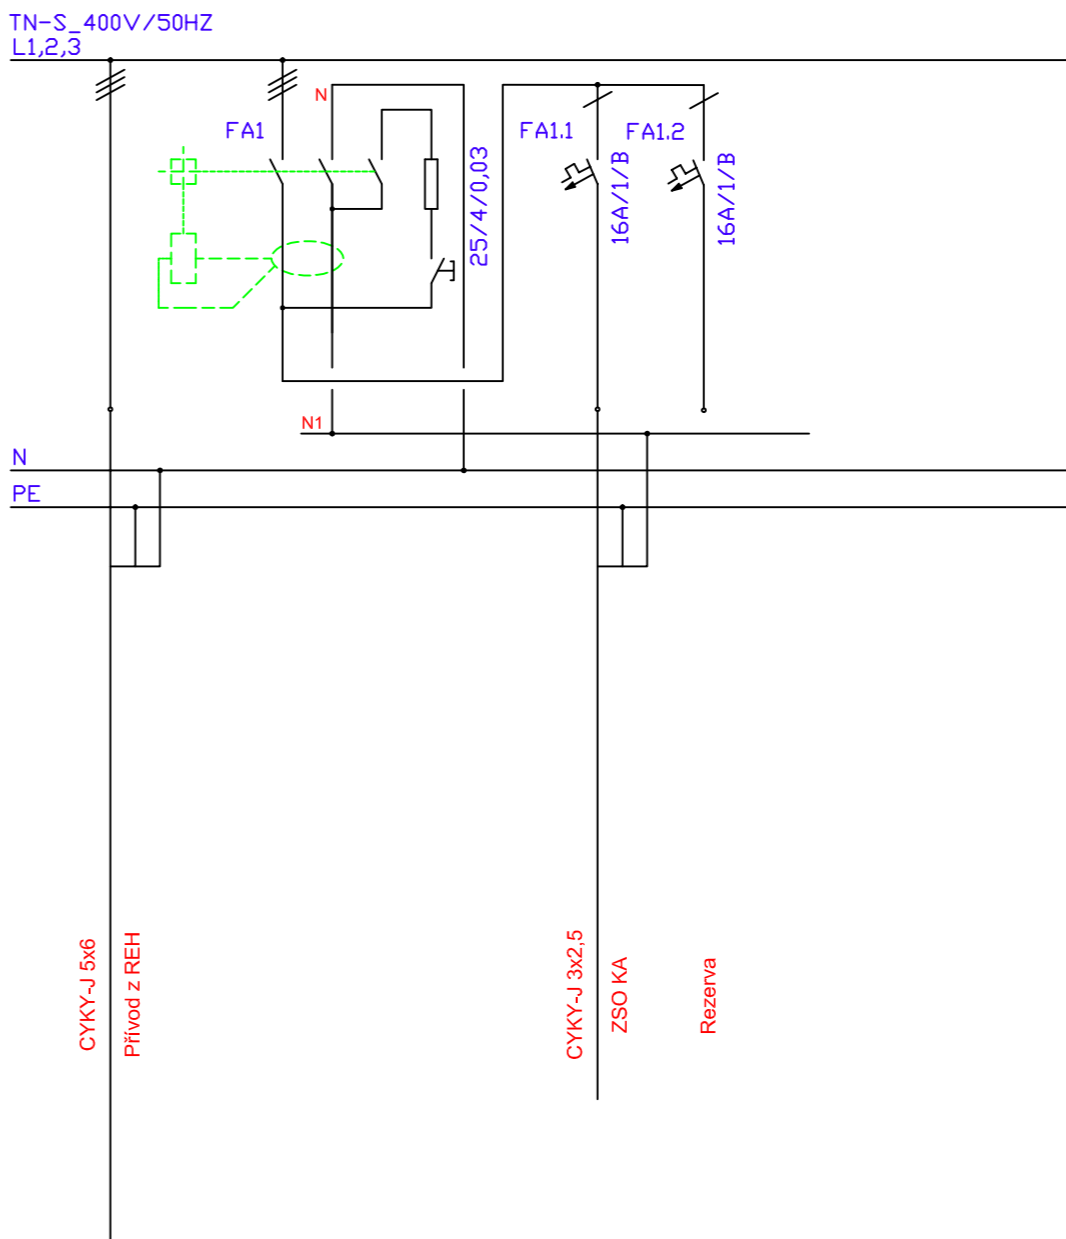 TN-S_400V/50HZ
L1,2,3
N
FA1
FA1.1
FA1.2
25/4/0,03
16A/1/B
16A/1/B
N1
N
PE
CYKY-J 5x6
Přívod z REH
CYKY-J 3x2,5
ZSO KA
Rezerva